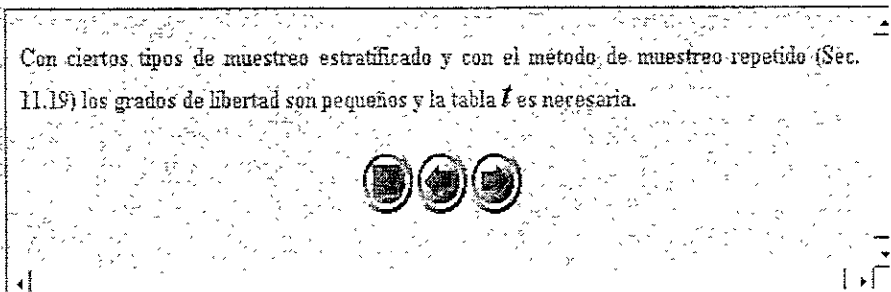 Con ciertos tipos de muestreo estratificado y con el método de muestreo repetido (Sec.
11.19) los grados de libertad son pequeños y la tabla t es necesaria.